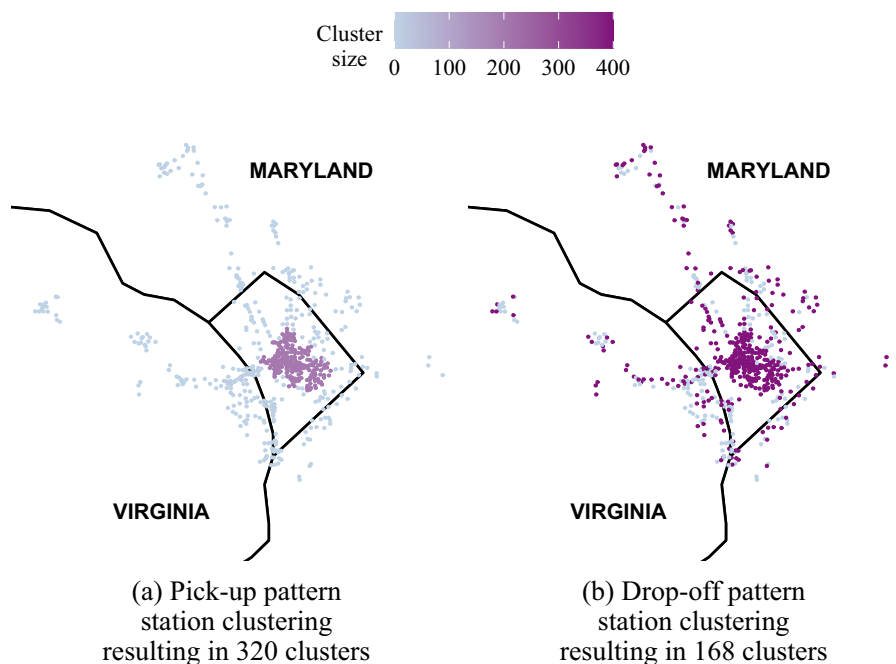 Cluster
size
0 100 200 300 400
MARYLAND
MARYLAND
VIRGINIA
VIRGINIA
(a) Pick-up pattern
station clustering
resulting in 320 clusters
(b) Drop-off pattern
station clustering
resulting in 168 clusters